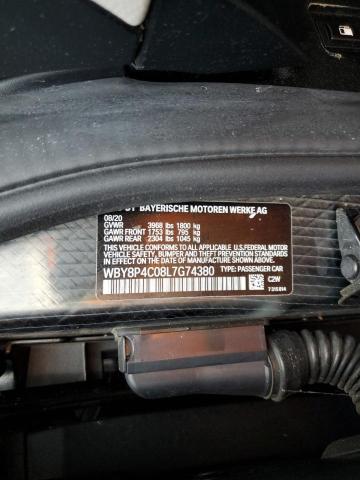 BY BAYERISCHE MOTOREN WERKE AG
08/20
GVWR 3968 lbs 1800 kg
GAWR FRONT 1753 lbs 795 kg
GAWR REAR 2304 lbs 1045 kg
THIS VEHICLE CONFORMS TO ALL APPLICABLE U.S. FEDERAL MOTOR
VEHICLE SAFETY, BUMPER AND THEFT PREVENTION STANDARDS
IN EFFECT ON THE DATE OF MANUFACTURE SHOWN ABOVE.
WBY8P4C08L7G74380 TYPE: PASSENGER CAR
C2W